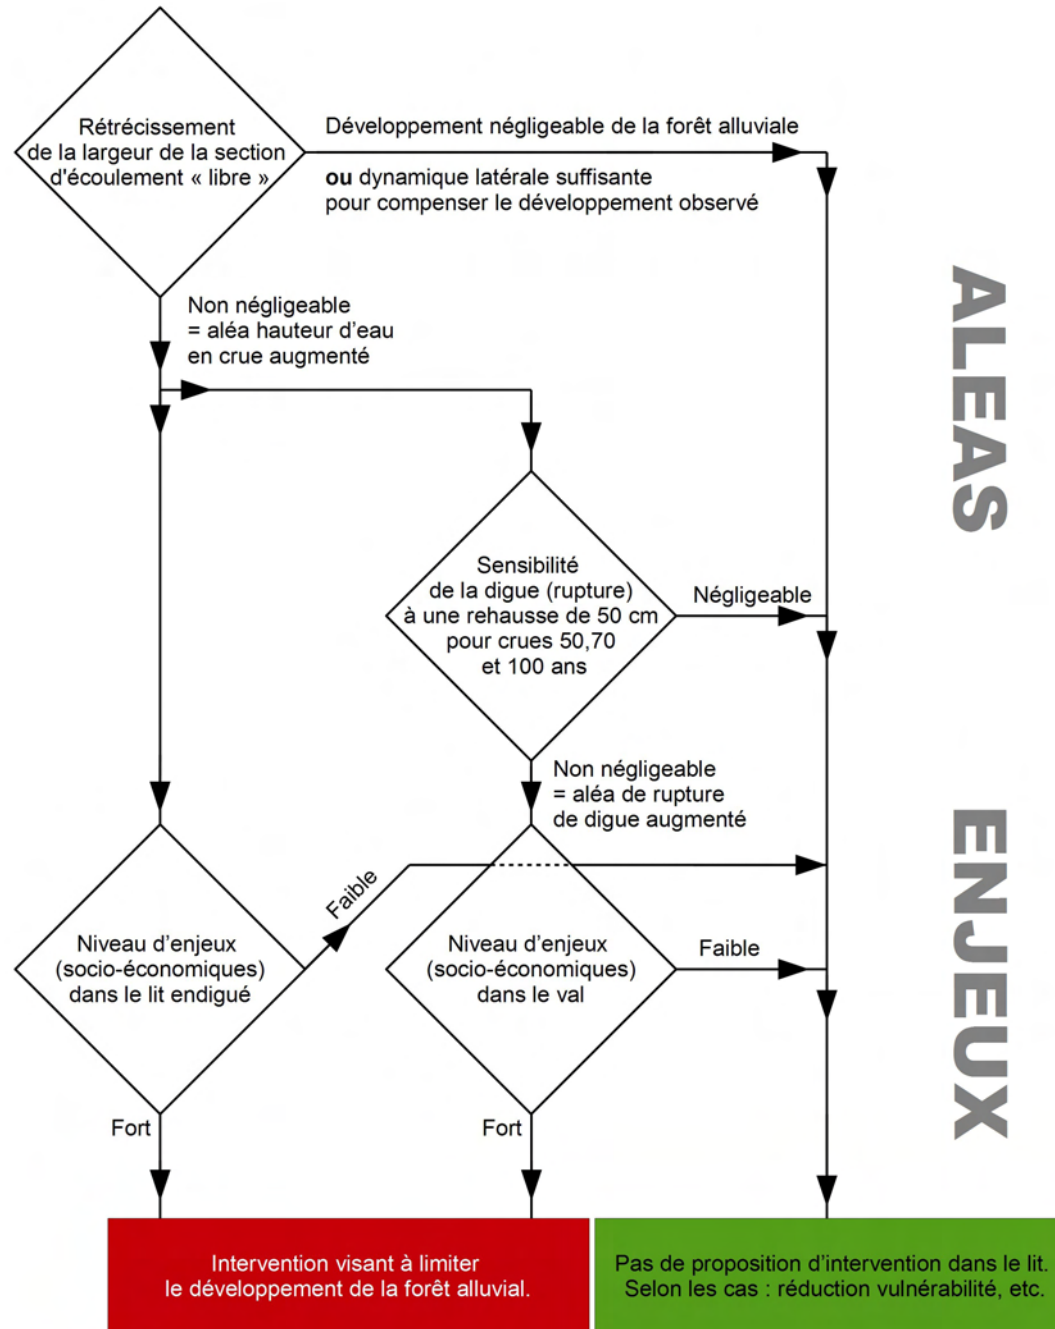 Rétrécissement
de la largeur de la section
d'écoulement « libre »
Développement négligeable de la forêt alluviale
ou dynamique latérale suffisante
pour compenser le développement observé
Non négligeable
= aléa hauteur d'eau
en crue augmenté
ALEAS
Sensibilité
de la digue (rupture)
à une rehausse de 50 cm
pour crues 50,70
et 100 ans
Négligeable
Non négligeable
= aléa de rupture
de digue augmenté
ENJEUX
Faible
Niveau d'enjeux
(socio-économiques)
dans le lit endigué
Niveau d'enjeux
(socio-économiques)
dans le val
Faible
Fort
Fort
Intervention visant à limiter
le développement de la forêt alluvial.
Pas de proposition d'intervention dans le lit.
Selon les cas : réduction vulnérabilité, etc.